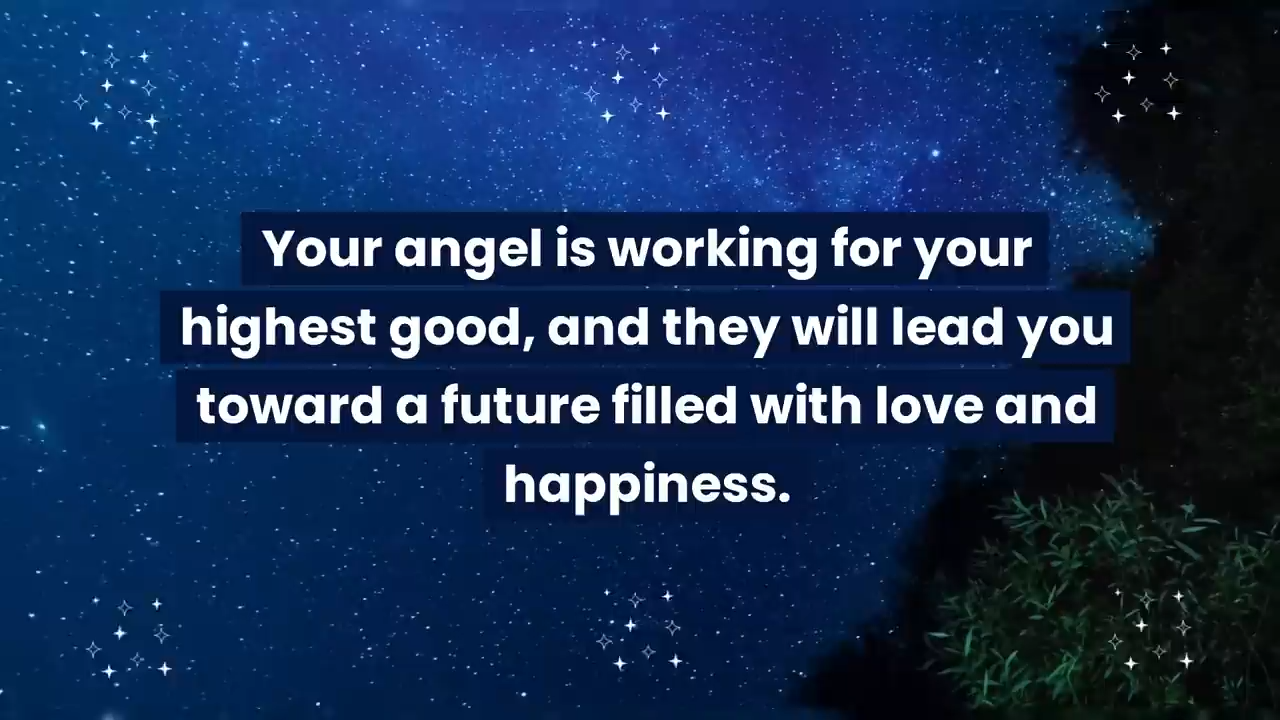 Your angel is working for your
highest good, and they will lead you
toward a future filled with love and
happiness.